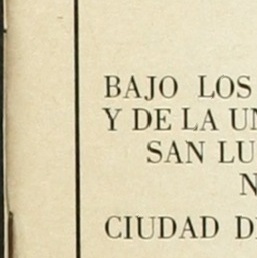 BAJO LOS
Y DE LA UN
SAN LU
N
CIUDAD D